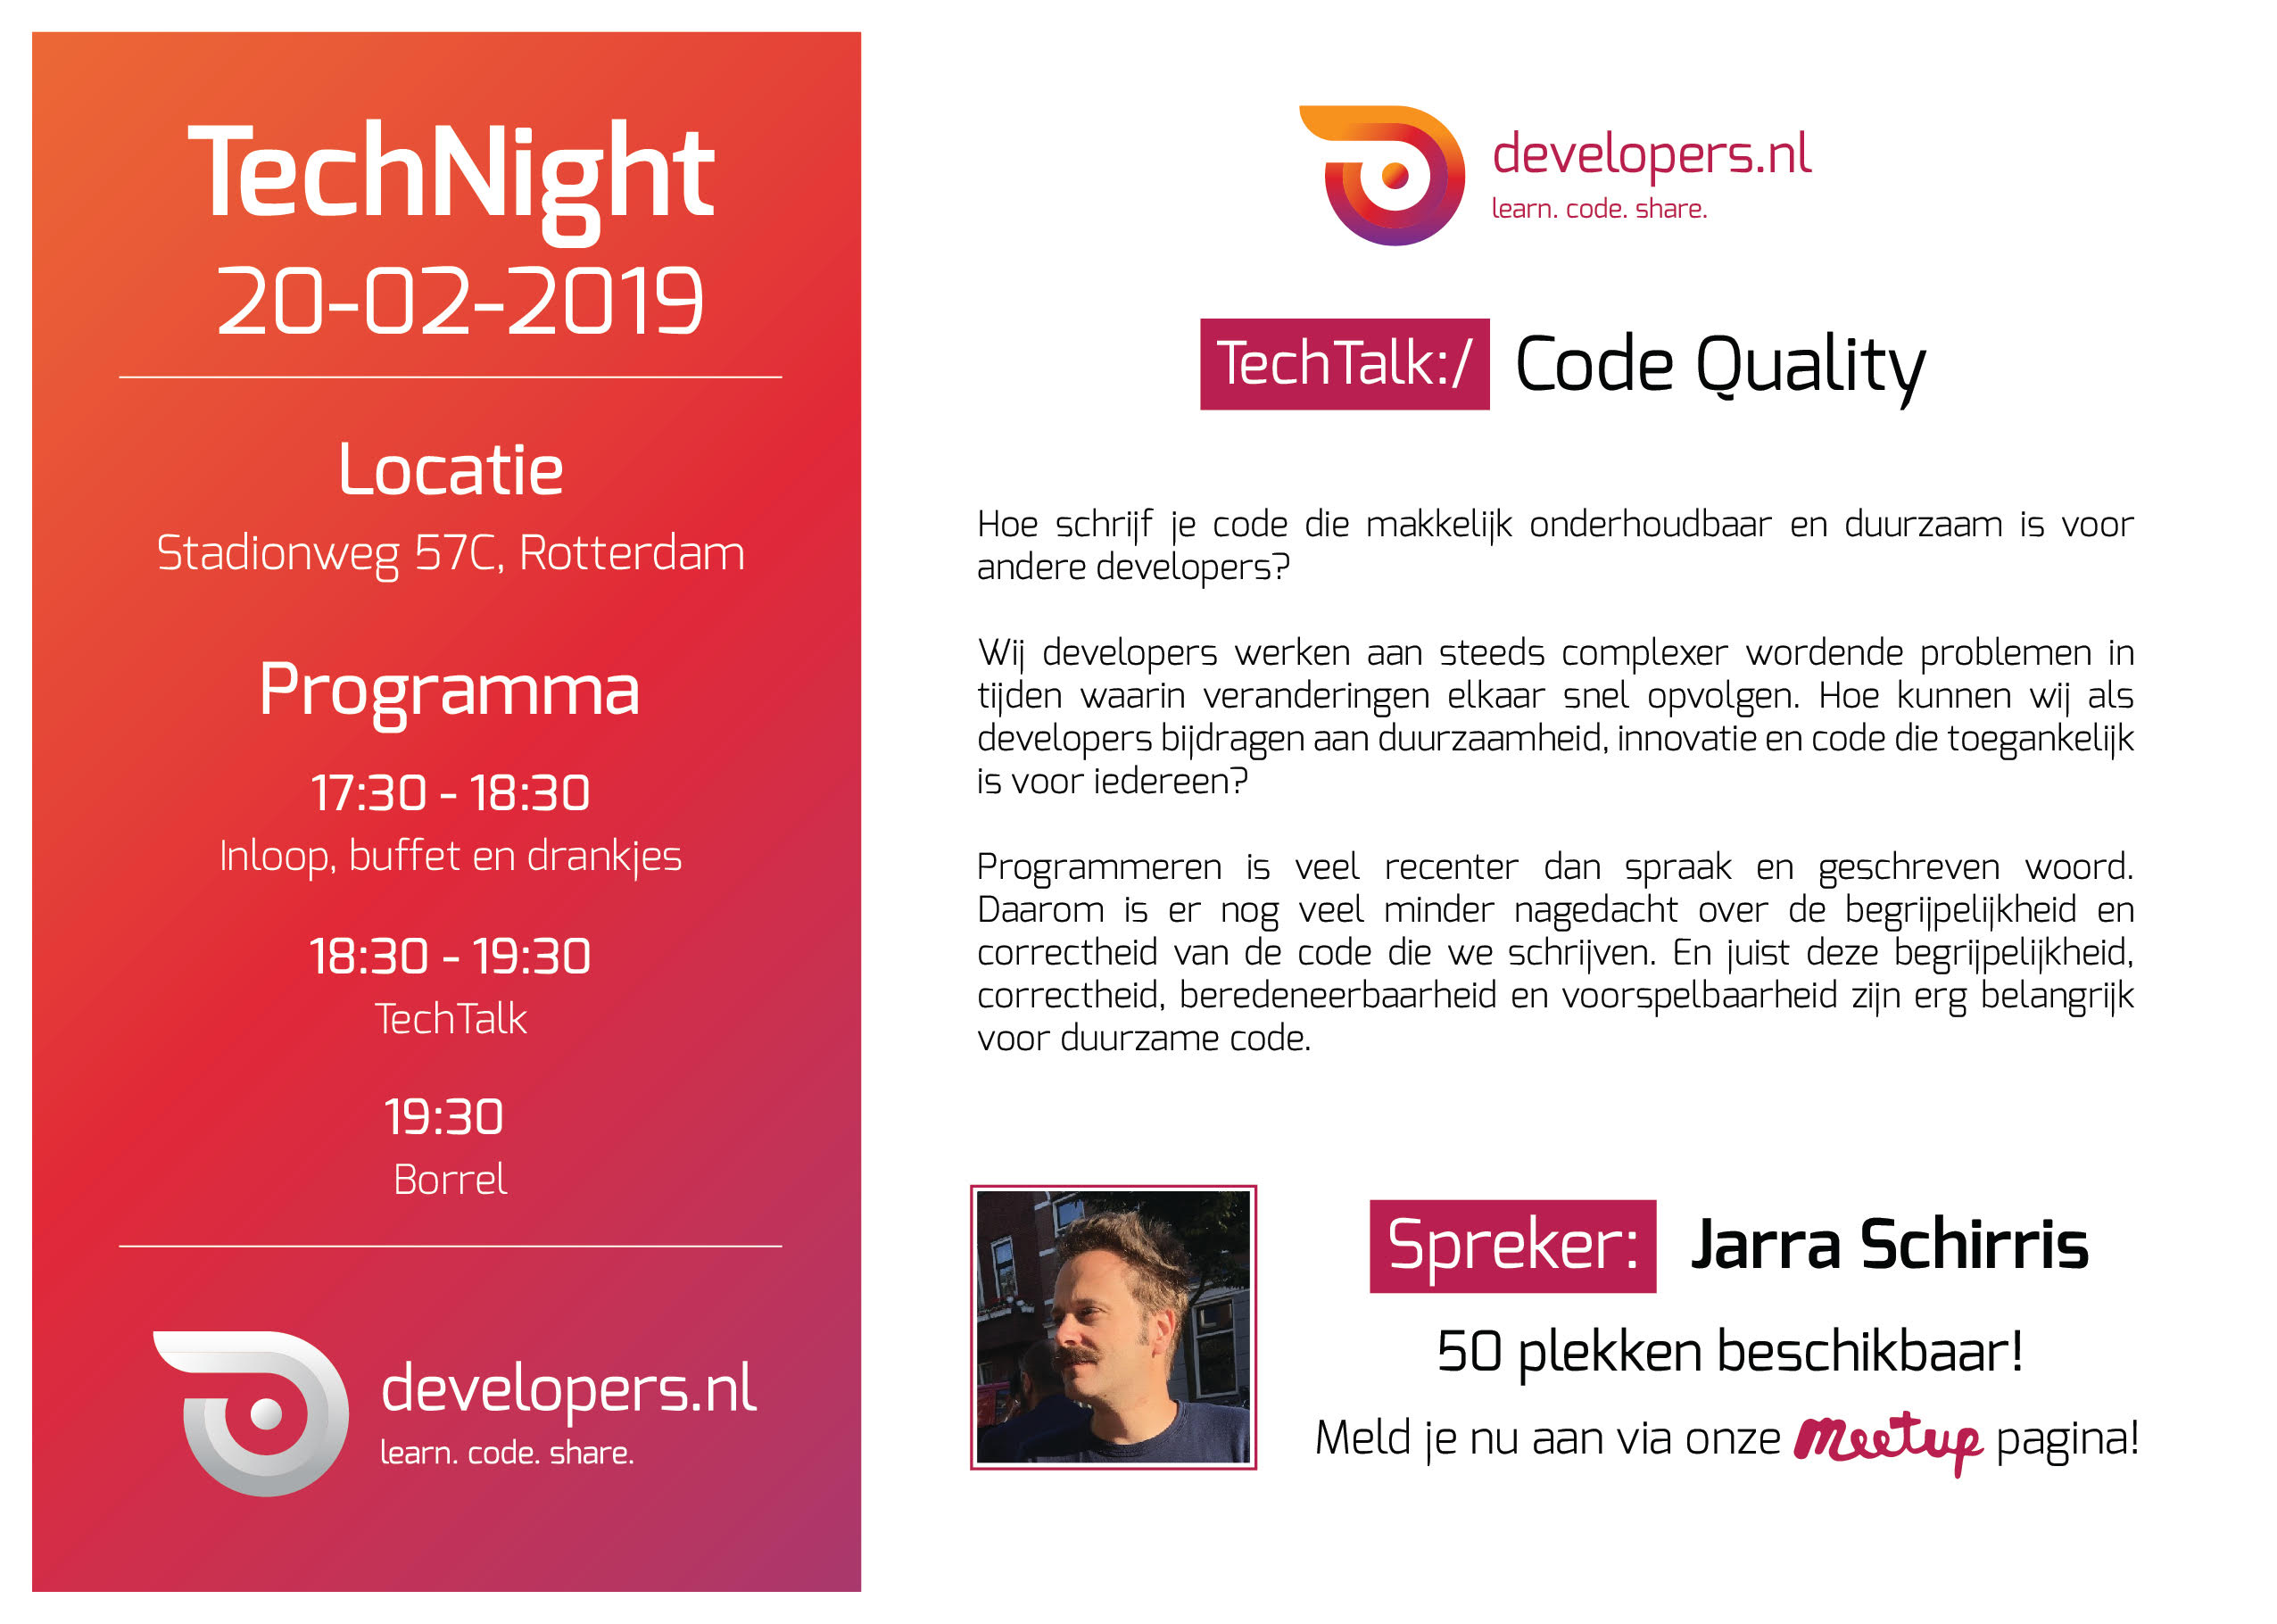 TechNight
20-02-2019
Locatie
Stadionweg 57C, Rotterdam
Programma
17:30 - 18:30
Inloop, buffet en drankjes
18:30 - 19:30
TechTalk
19:30
Borrel
developers.nl
learn. code. share.
developers.nl
learn. code. share.
TechTalk:/ Code Quality
Hoe schrijf je code die makkelijk onderhoudbaar en duurzaam is voor
andere developers?
Wij developers werken aan steeds complexer wordende problemen in
tijden waarin veranderingen elkaar snel opvolgen. Hoe kunnen wij als
developers bijdragen aan duurzaamheid, innovatie en code die toegankelijk
is voor iedereen?
Programmeren is veel recenter dan spraak en geschreven woord.
Daarom is er nog veel minder nagedacht over de begrijpelijkheid en
correctheid van de code die we schrijven. En juist deze begrijpelijkheid,
correctheid, beredeneerbaarheid en voorspelbaarheid zijn erg belangrijk
voor duurzame code.
Spreker: Jarra Schirris
50 plekken beschikbaar!
Meld je nu aan via onze Meetup pagina!